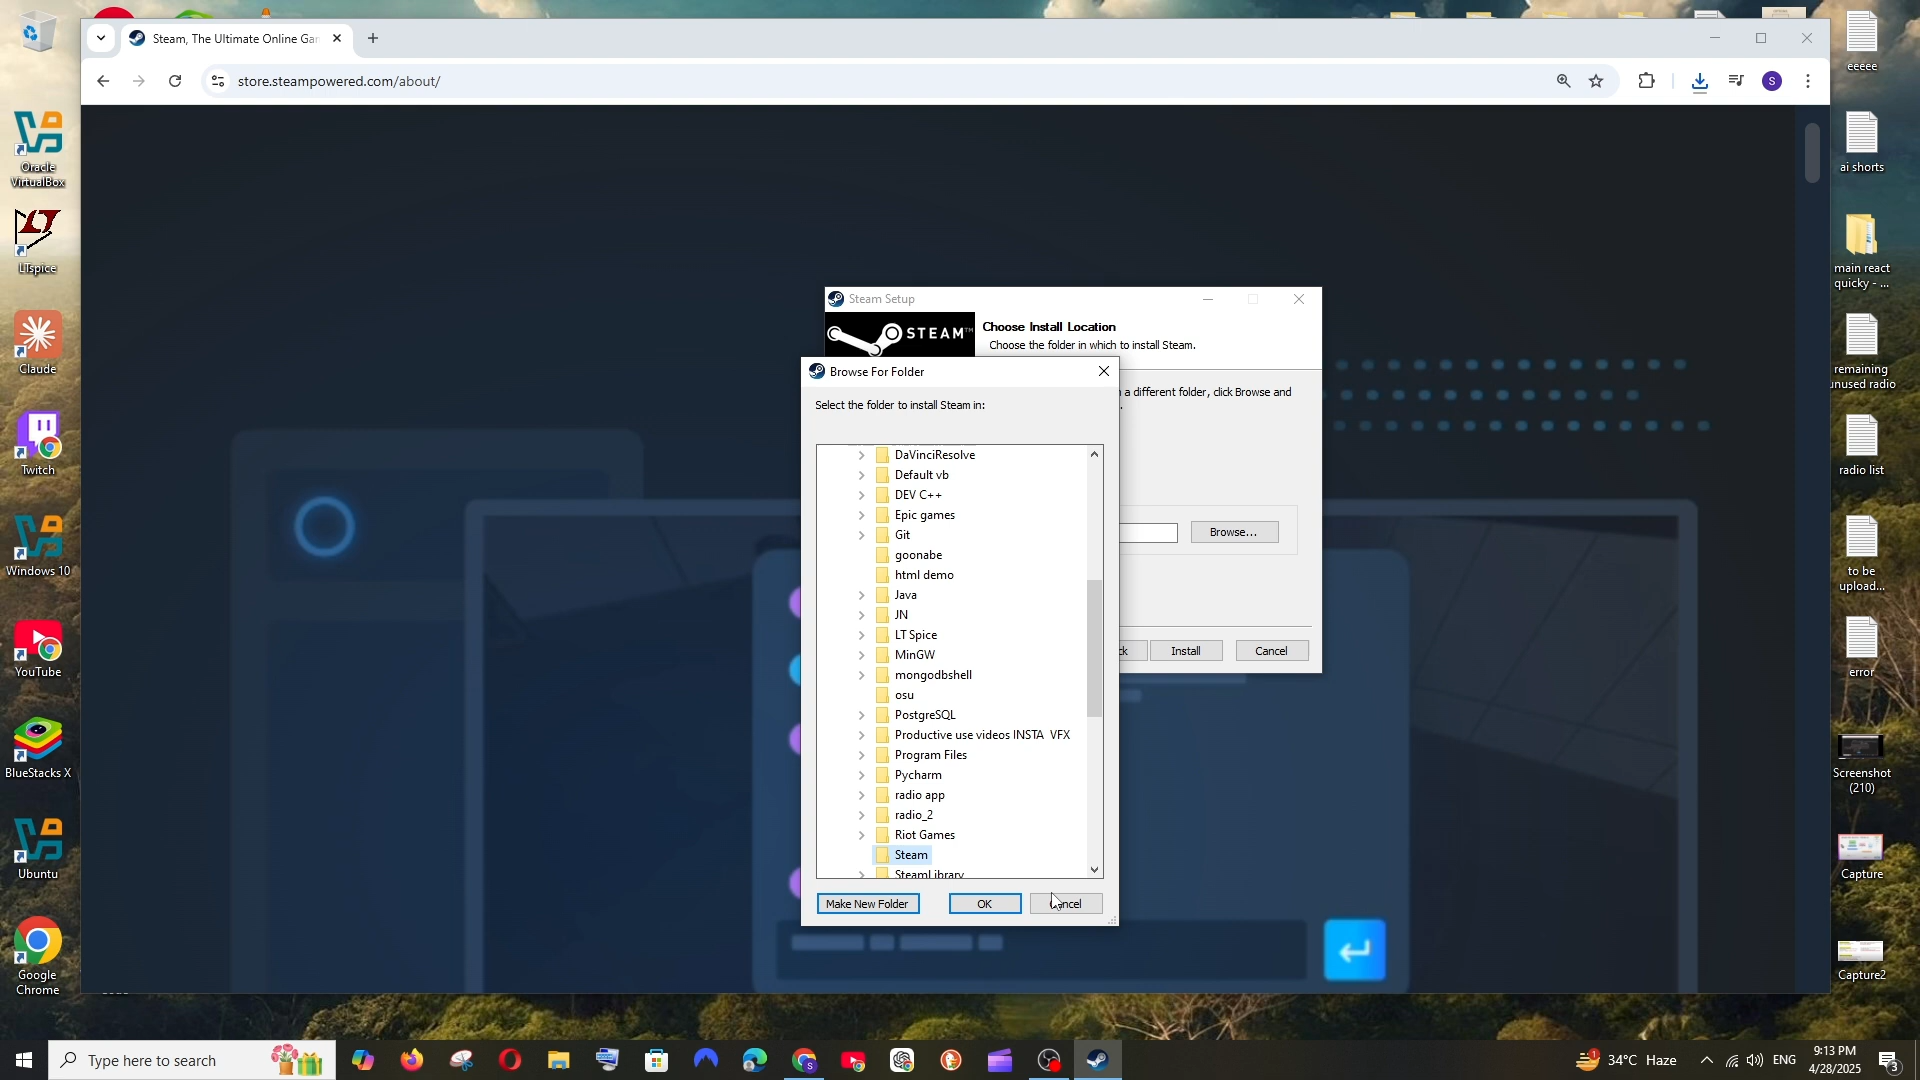 Steam, The Ultimate Online Gar
store.steampowered.com/about/
S
Oracle
VirtualBox
LTspice
Claude
Twitch
Windows 10
YouTube
BlueStacks X
Ubuntu
Google
Chrome
eeeee
ai shorts
main react
quicky - ...
remaining
unused radio
radio list
to be
upload...
error
Screenshot
(210)
Capture
Capture2
Steam Setup
STEAM™
Choose Install Location
Choose the folder in which to install Steam.
a different folder, click Browse and
Browse...
ck
Install
Cancel
Browse For Folder
Select the folder to install Steam in:
DaVinciResolve
Default vb
DEV C++
Epic games
Git
goonabe
html demo
Java
JN
LT Spice
MinGW
mongodbshell
osu
PostgreSQL
Productive use videos INSTA VFX
Program Files
Pycharm
radio app
radio_2
Riot Games
Steam
SteamLibrary
Make New Folder
OK
Cancel
Type here to search
34°C Haze
ENG
9:13 PM
4/28/2025
3